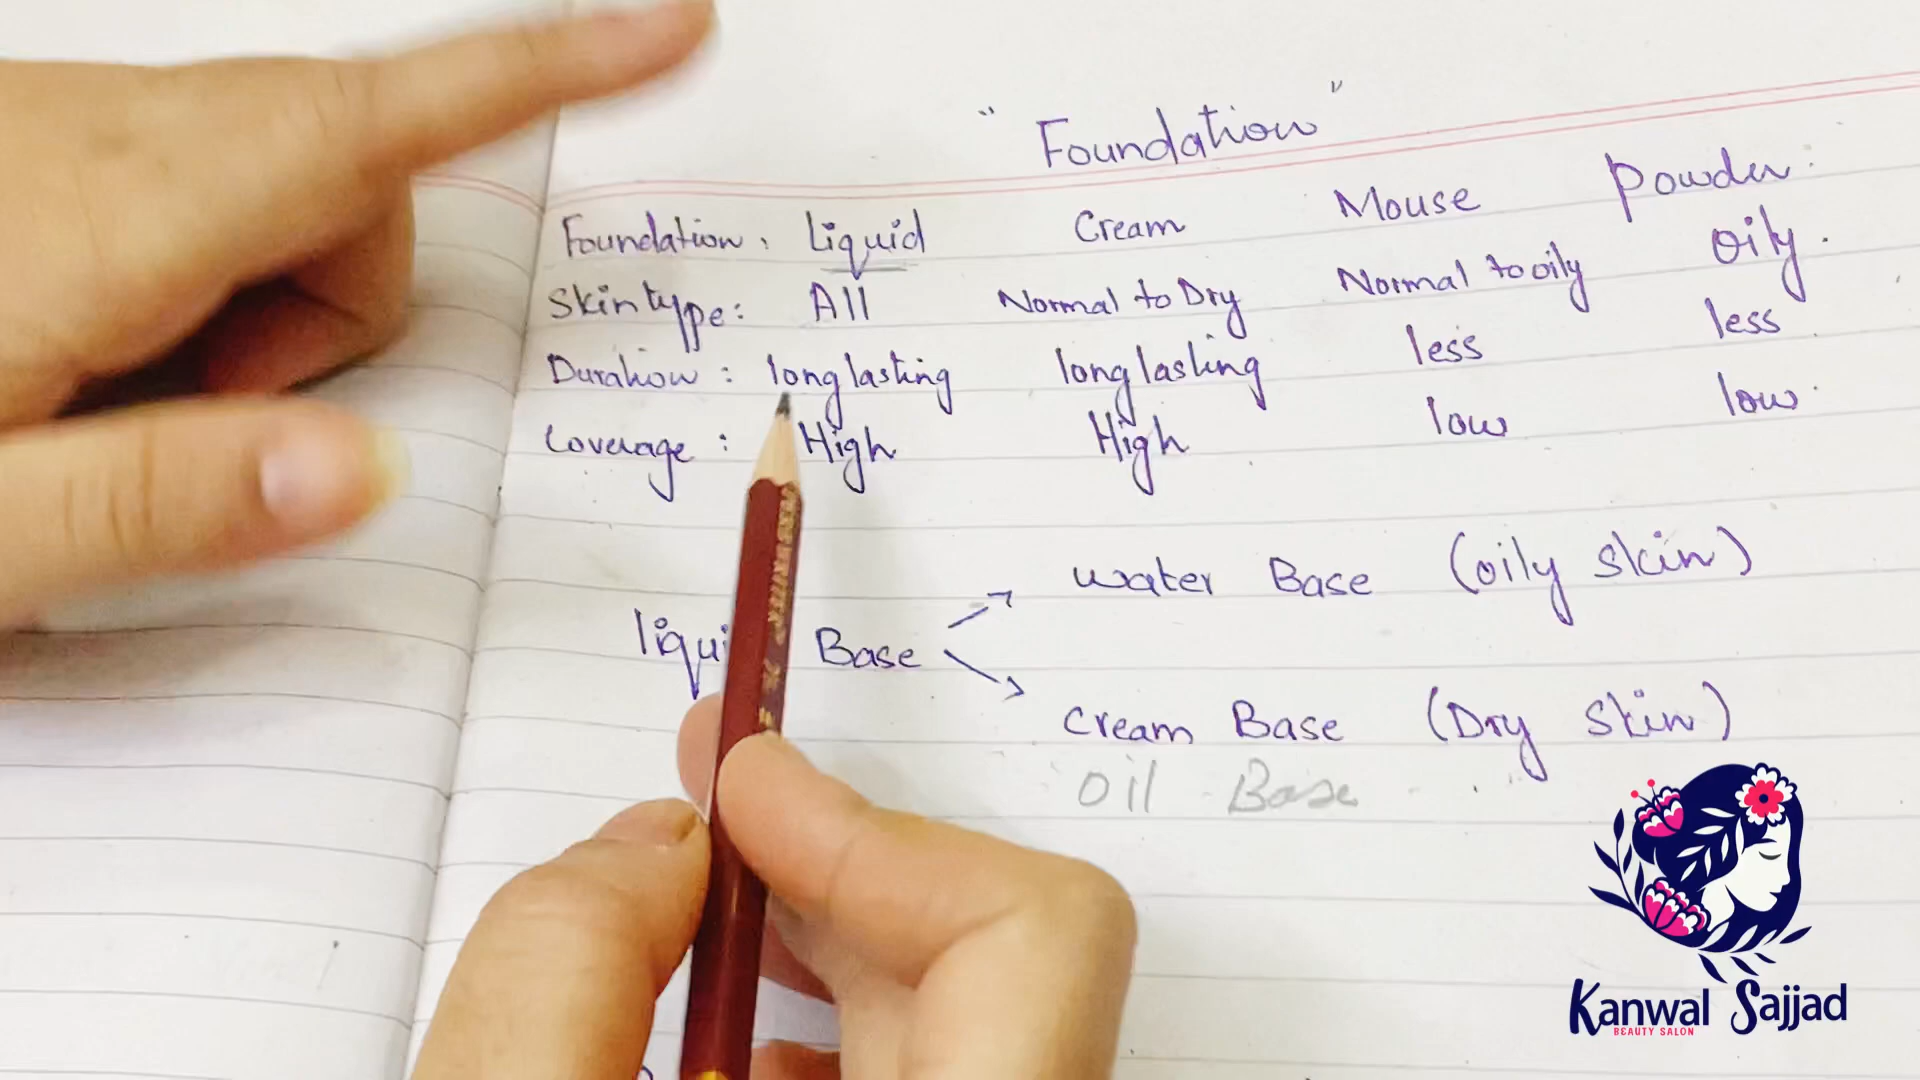 " Foundation "
Foundation: Liquid Cream Mouse Powder.
Skin type: All Normal to Dry Normal to oily Oily.
Duration: long lasting long lasting less less
Coverage: High High low low.
Water Base (oily skin)
Base
Cream Base (Dry Skin)
Oil Base
Kanwal Sajjad
BEAUTY SALON